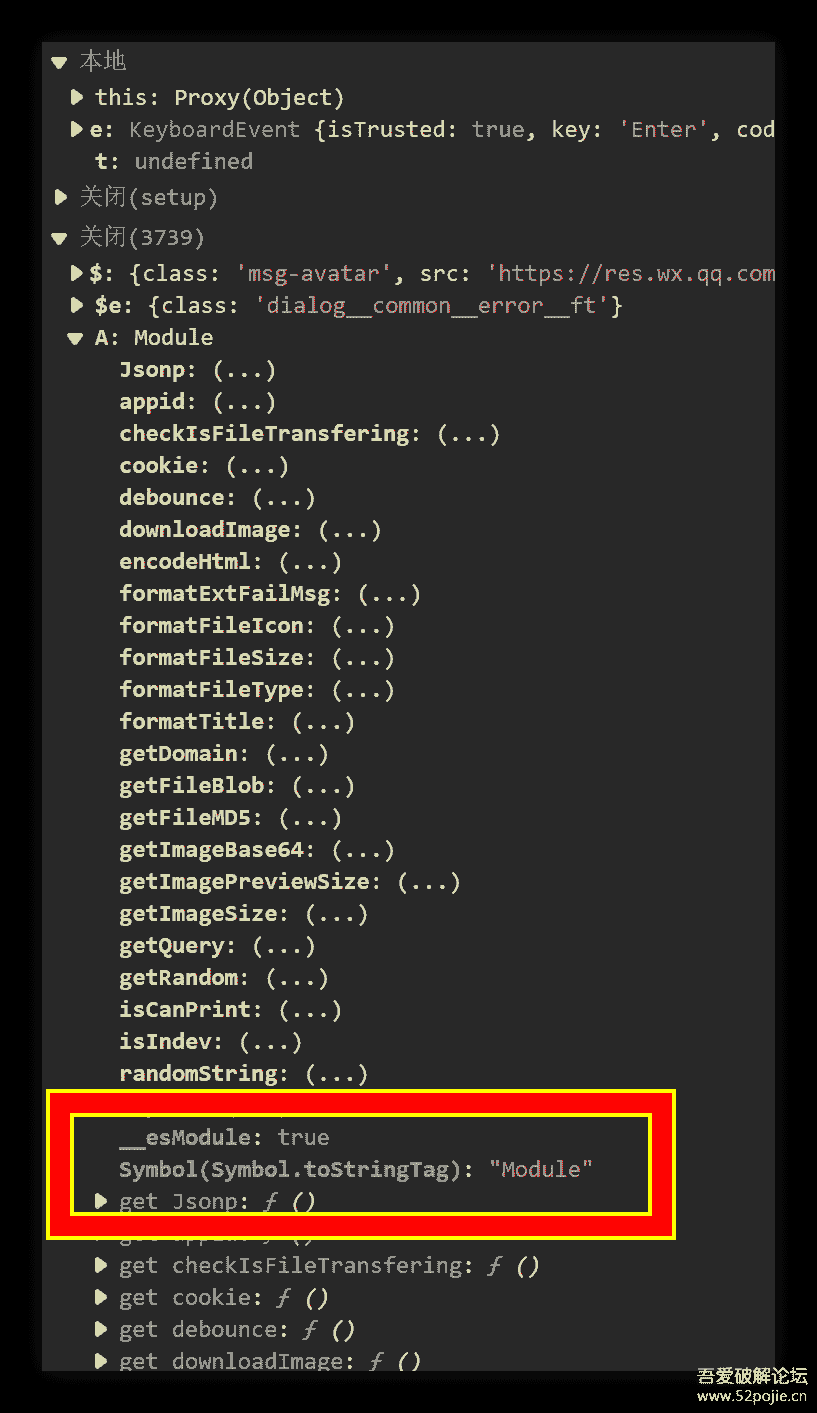 本地
this: Proxy(Object)
e: KeyboardEvent {isTrusted: true, key: 'Enter', cod
t: undefined
关闭(setup)
关闭(3739)
$: {class: 'msg-avatar', src: 'https://res.wx.qq.com
$e: {class: 'dialog__common__error__ft'}
A: Module
Jsonp: (...)
appid: (...)
checkIsFileTransfering: (...)
cookie: (...)
debounce: (...)
downloadImage: (...)
encodeHtml: (...)
formatExtFailMsg: (...)
formatFileIcon: (...)
formatFileSize: (...)
formatFileType: (...)
formatTitle: (...)
getDomain: (...)
getFileBlob: (...)
getFileMD5: (...)
getImageBase64: (...)
getImagePreviewSize: (...)
getImageSize: (...)
getQuery: (...)
getRandom: (...)
isCanPrint: (...)
isIndev: (...)
randomString: (...)
__esModule: true
Symbol(Symbol.toStringTag): "Module"
get Jsonp: ƒ ()
get checkIsFileTransfering: ƒ ()
get cookie: ƒ ()
get debounce: ƒ ()
get downloadImage: ƒ ()
吾爱破解论坛
www.52pojie.cn